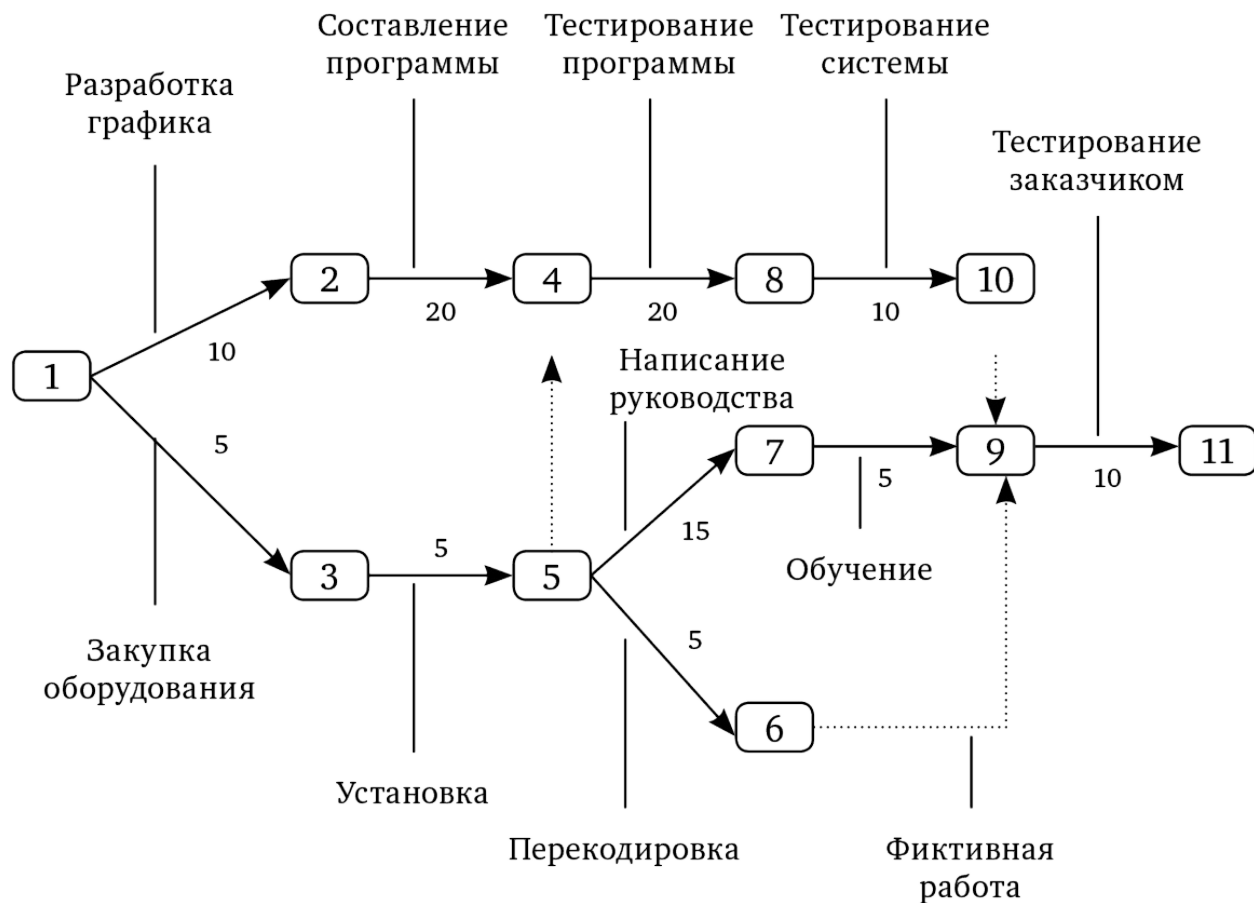 Составление
программы
Тестирование
программы
Тестирование
системы
Разработка
графика
Тестирование
заказчиком
2
4
8
10
20
20
10
10
1
5
Написание
руководства
7
9
11
15
5
10
3
5
5
Обучение
5
6
Закупка
оборудования
Установка
Перекодировка
Фиктивная
работа